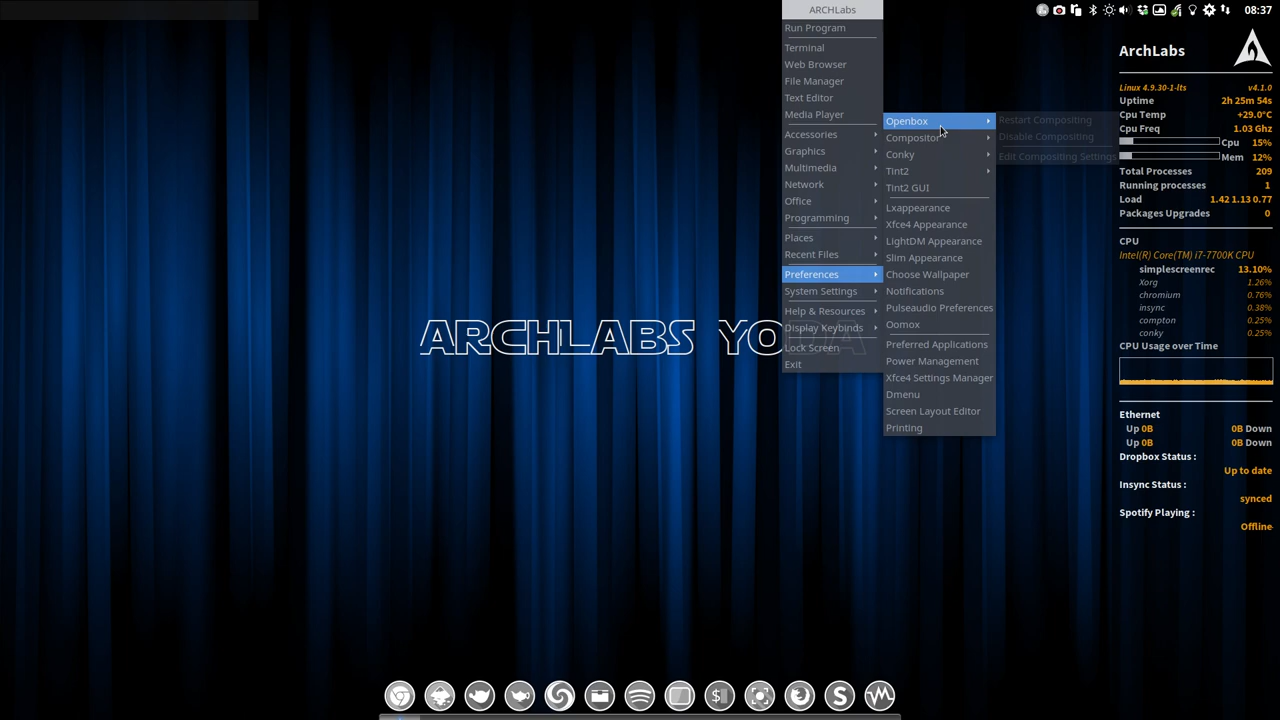 08:37
ARCHLabs
Run Program
Terminal
Web Browser
File Manager
Text Editor
Media Player
Accessories
Graphics
Multimedia
Network
Office
Programming
Places
Recent Files
Preferences
System Settings
Help & Resources
Display Keybinds
Lock Screen
Exit
Openbox
Compositor
Conky
Tint2
Tint2 GUI
Lxappearance
Xfce4 Appearance
LightDM Appearance
Slim Appearance
Choose Wallpaper
Notifications
Pulseaudio Preferences
Oomox
Preferred Applications
Power Management
Xfce4 Settings Manager
Dmenu
Screen Layout Editor
Printing
Restart Compositing
Disable Compositing
Edit Compositing Settings
ARCHLABS YODA
ArchLabs
Linux 4.9.30-1-lts v4.1.0
Uptime 2h 25m 54s
Cpu Temp +29.0°C
Cpu Freq 1.03 Ghz
Cpu 15%
Mem 12%
Total Processes 209
Running processes 1
Load 1.42 1.13 0.77
Packages Upgrades 0
CPU
Intel(R) Core(TM) i7-7700K CPU
simplescreenrec 13.10%
Xorg 1.26%
chromium 0.76%
insync 0.38%
compton 0.25%
conky 0.25%
CPU Usage over Time
Ethernet
Up 0B 0B Down
Up 0B 0B Down
Dropbox Status :
Up to date
Insync Status :
synced
Spotify Playing :
Offline
$
S